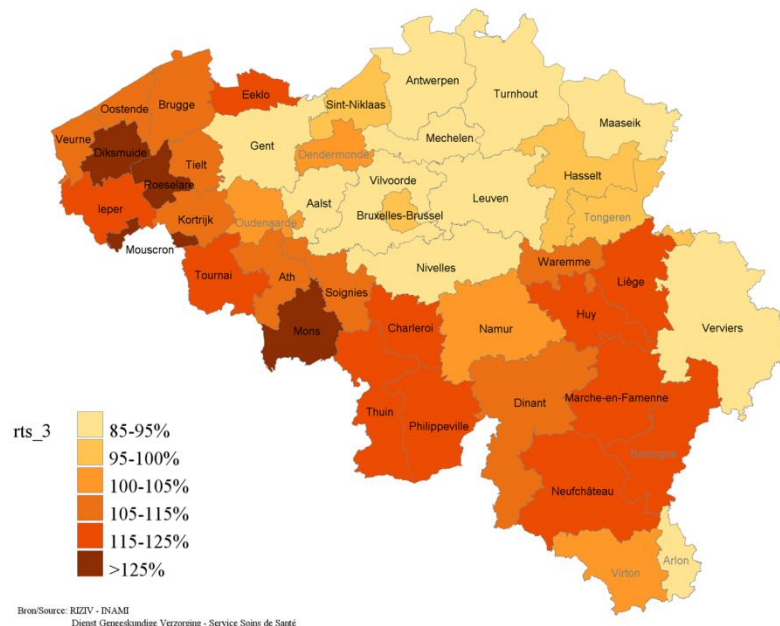 Antwerpen
Turnhout
Eeklo
Sint-Niklaas
Brugge
Oostende
Maaseik
Veurne
Mechelen
Gent
Diksmuide
Dendermonde
Tielt
Hasselt
Vilvoorde
Roeselare
Leuven
Aalst
Ieper
Tongeren
Kortrijk
Oudenaarde
Bruxelles-Brussel
Mouscron
Waremme
Nivelles
Liège
Tournai
Ath
Soignies
Huy
Verviers
Mons
Charleroi
Namur
Marche-en-Famenne
Dinant
Thuin
Philippeville
Bastogne
Neufchâteau
Arlon
Virton
rts_3
85-95%
95-100%
100-105%
105-115%
115-125%
>125%
Bron/Source: RIZIV - INAMI
Dienst Geneeskundige Verzorging - Service Soins de Santé